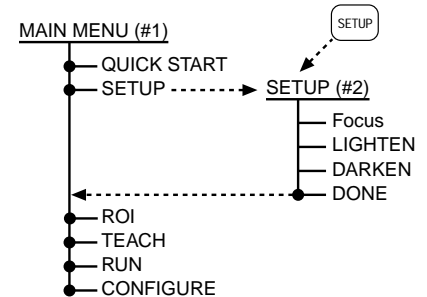 SETUP
MAIN MENU (#1)
QUICK START
SETUP
SETUP (#2)
Focus
LIGHTEN
DARKEN
DONE
ROI
TEACH
RUN
CONFIGURE